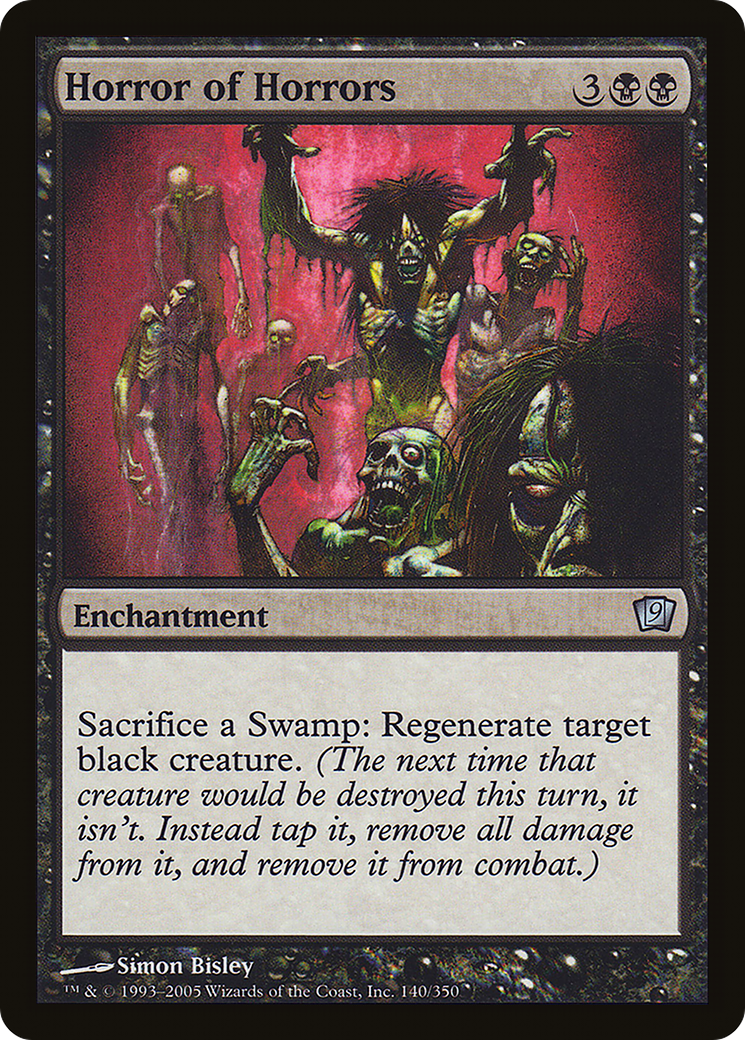 Horror of Horrors 3
Enchantment 9
Sacrifice a Swamp: Regenerate target
black creature. (The next time that
creature would be destroyed this turn, it
isn't. Instead tap it, remove all damage
from it, and remove it from combat.)
Simon Bisley
™ & © 1993–2005 Wizards of the Coast, Inc. 140/350